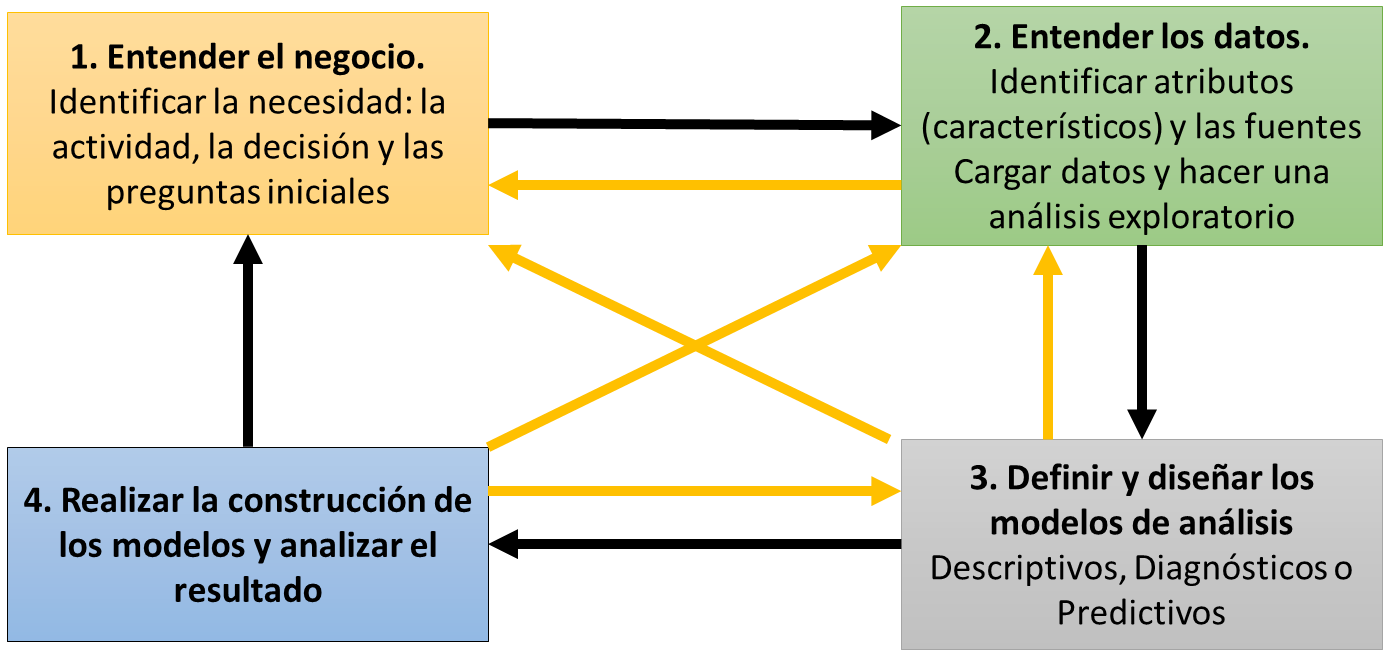 1. Entender el negocio.
Identificar la necesidad: la
actividad, la decisión y las
preguntas iniciales
2. Entender los datos.
Identificar atributos
(característicos) y las fuentes
Cargar datos y hacer una
análisis exploratorio
3. Definir y diseñar los
modelos de análisis
Descriptivos, Diagnósticos o
Predictivos
4. Realizar la construcción de
los modelos y analizar el
resultado